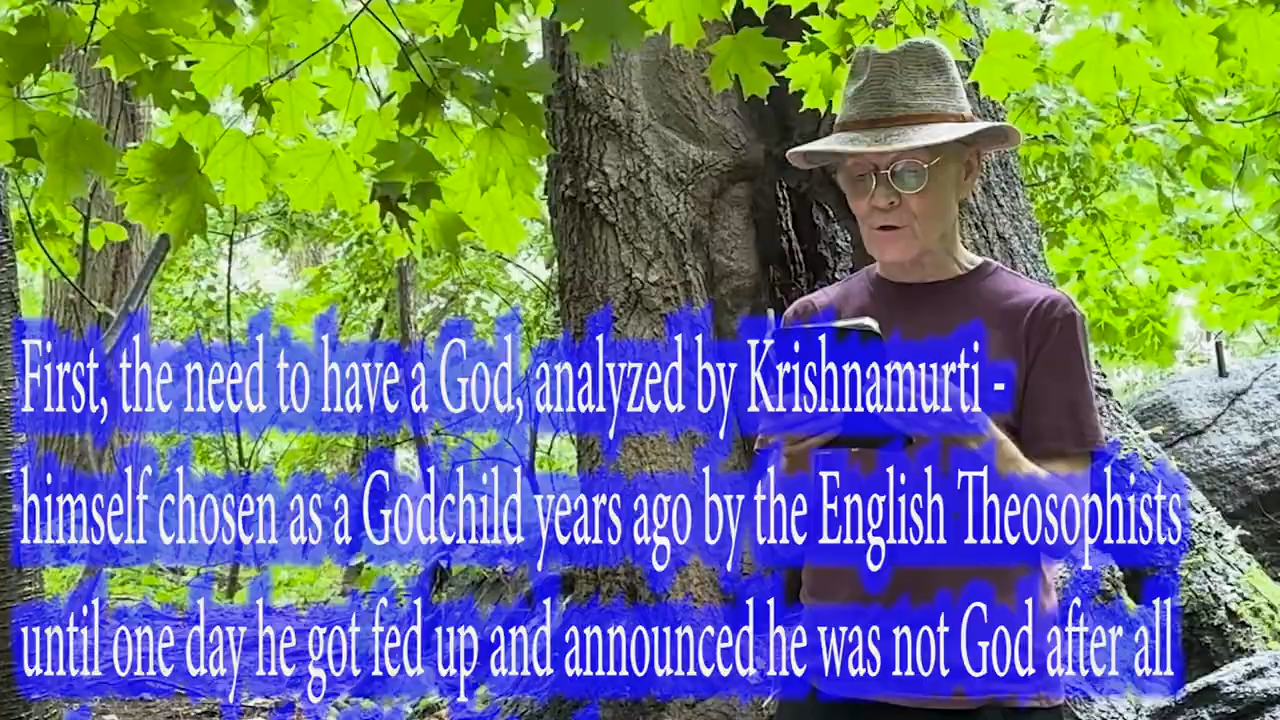 First, the need to have a God, analyzed by Krishnamurti -
himself chosen as a Godchild years ago by the English Theosophists
until one day he got fed up and announced he was not God after all